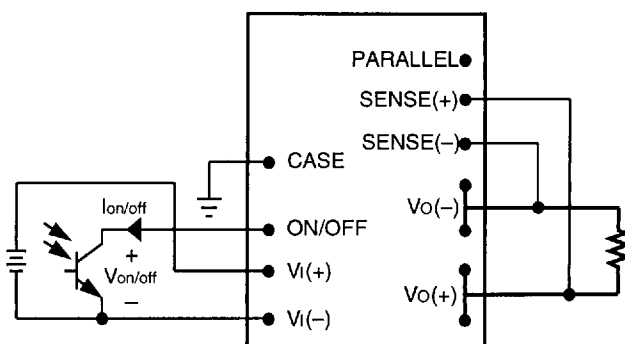 PARALLEL
SENSE(+)
SENSE(–)
CASE
Ion/off
ON/OFF
VO(–)
+
Von/off
–
VI(+)
VO(+)
VI(–)